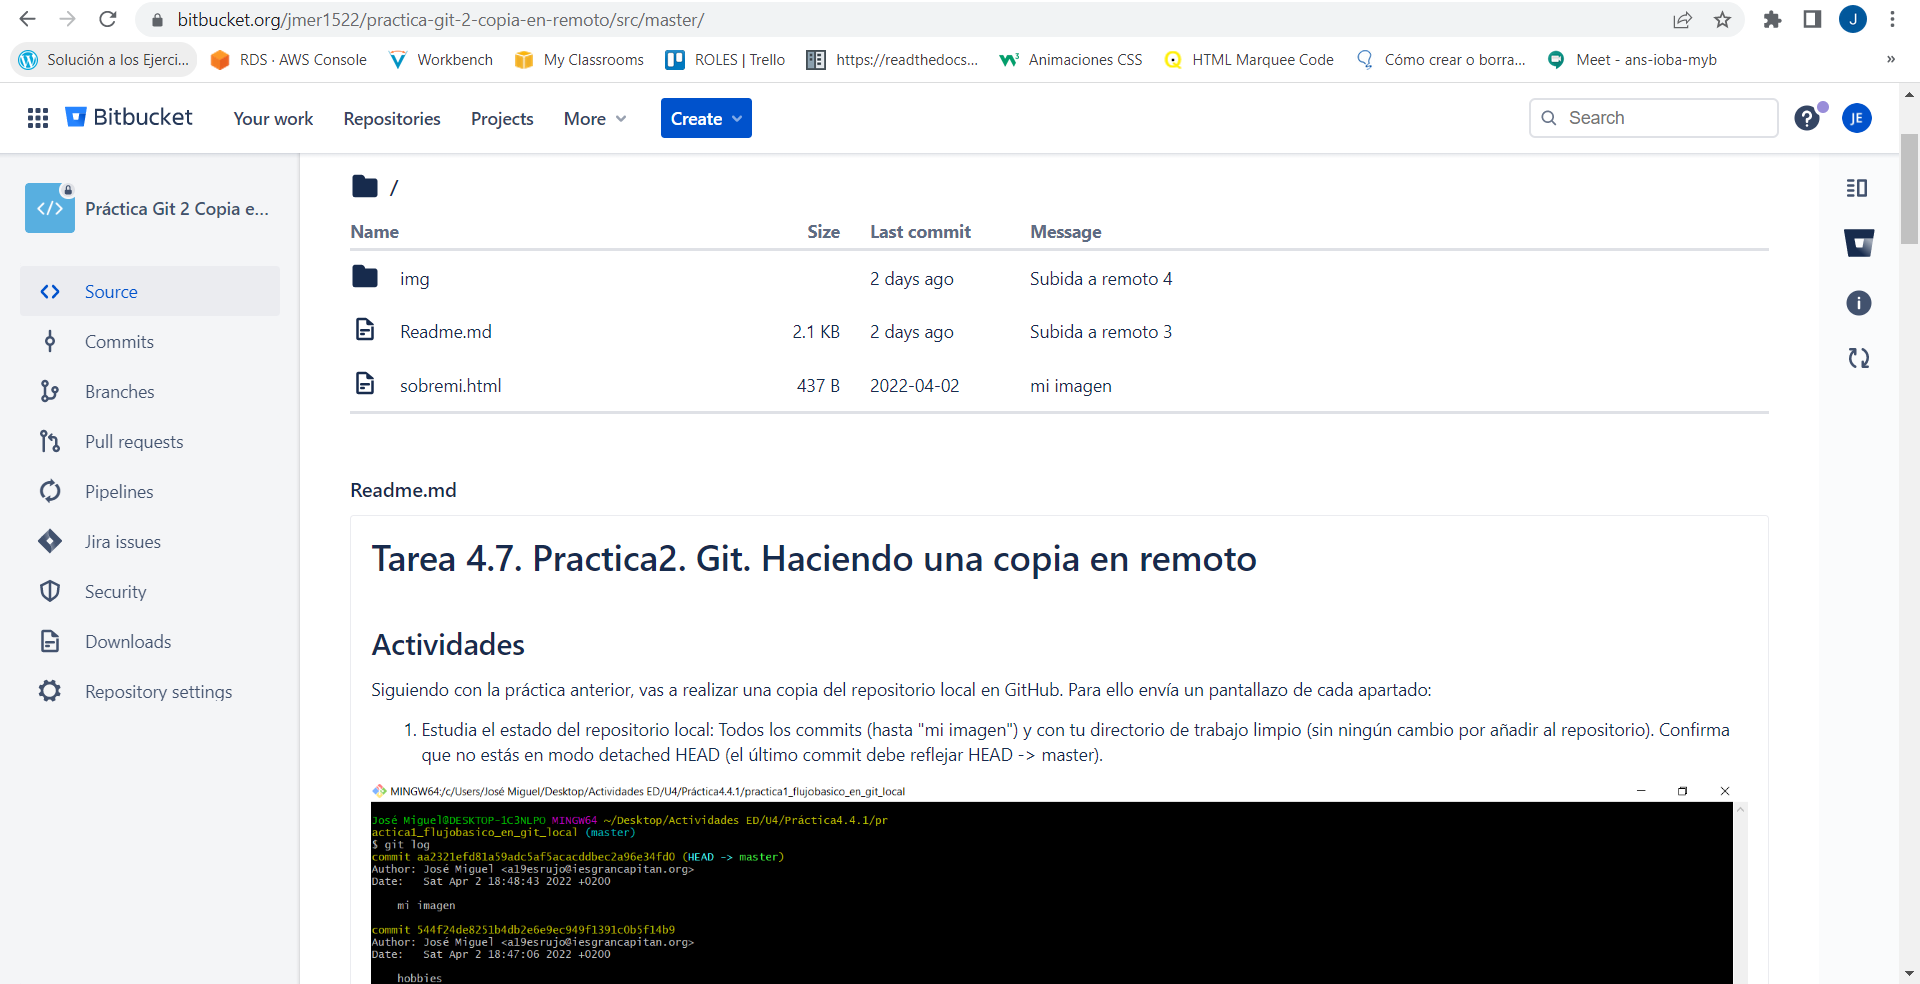 bitbucket.org/jmer1522/practica-git-2-copia-en-remoto/src/master/
J
Solución a los Ejerci...
RDS · AWS Console
Workbench
My Classrooms
ROLES | Trello
https://readthedocs...
Animaciones CSS
HTML Marquee Code
Cómo crear o borra...
Meet - ans-ioba-myb
»
Bitbucket
Your work
Repositories
Projects
More
Create
Search
JE
Práctica Git 2 Copia e...
Source
Commits
Branches
Pull requests
Pipelines
Jira issues
Security
Downloads
Repository settings
/
Name Size Last commit Message
img 2 days ago Subida a remoto 4
Readme.md 2.1 KB 2 days ago Subida a remoto 3
sobremi.html 437 B 2022-04-02 mi imagen
Readme.md
Tarea 4.7. Practica2. Git. Haciendo una copia en remoto
Actividades
Siguiendo con la práctica anterior, vas a realizar una copia del repositorio local en GitHub. Para ello envía un pantallazo de cada apartado:
1. Estudia el estado del repositorio local: Todos los commits (hasta "mi imagen") y con tu directorio de trabajo limpio (sin ningún cambio por añadir al repositorio). Confirma
que no estás en modo detached HEAD (el último commit debe reflejar HEAD -> master).
MINGW64:/c/Users/José Miguel/Desktop/Actividades ED/U4/Práctica4.4.1/practica1_flujobasico_en_git_local
José Miguel@DESKTOP-1C3NLPO MINGW64 ~/Desktop/Actividades ED/U4/Práctica4.4.1/pr
actica1_flujobasico_en_git_local (master)
$ git log
commit aa2321efd81a59adc5af5acacddbec2a96e34fd0 (HEAD -> master)
Author: José Miguel <al9esrujo@iesgrancapitan.org>
Date: Sat Apr 2 18:48:43 2022 +0200
mi imagen
commit 544f24de8251b4db2e6e9ec949f1391c0b5f14b9
Author: José Miguel <al9esrujo@iesgrancapitan.org>
Date: Sat Apr 2 18:47:06 2022 +0200
hobbies